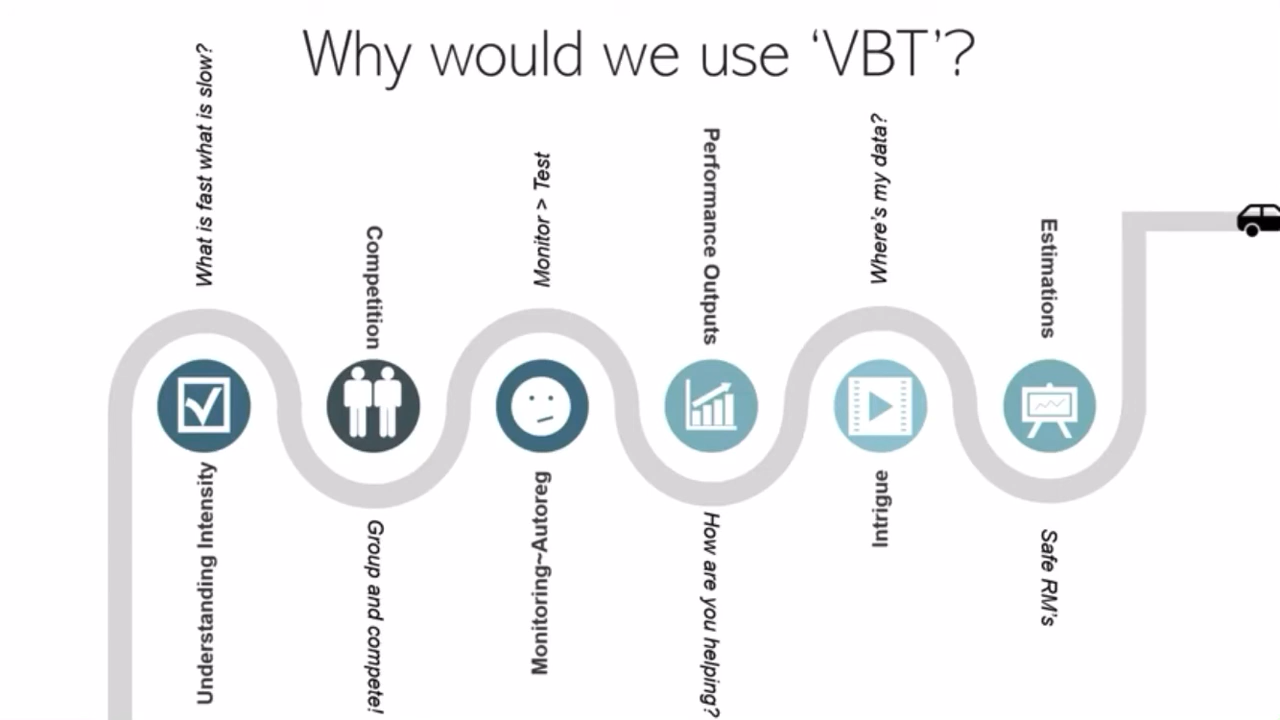 Why would we use ‘VBT’?
What is fast what is slow?
Understanding Intensity
Competition
Group and compete!
Monitor > Test
Monitoring~Autoreg
Performance Outputs
How are you helping?
Where's my data?
Intrigue
Estimations
Safe RM's